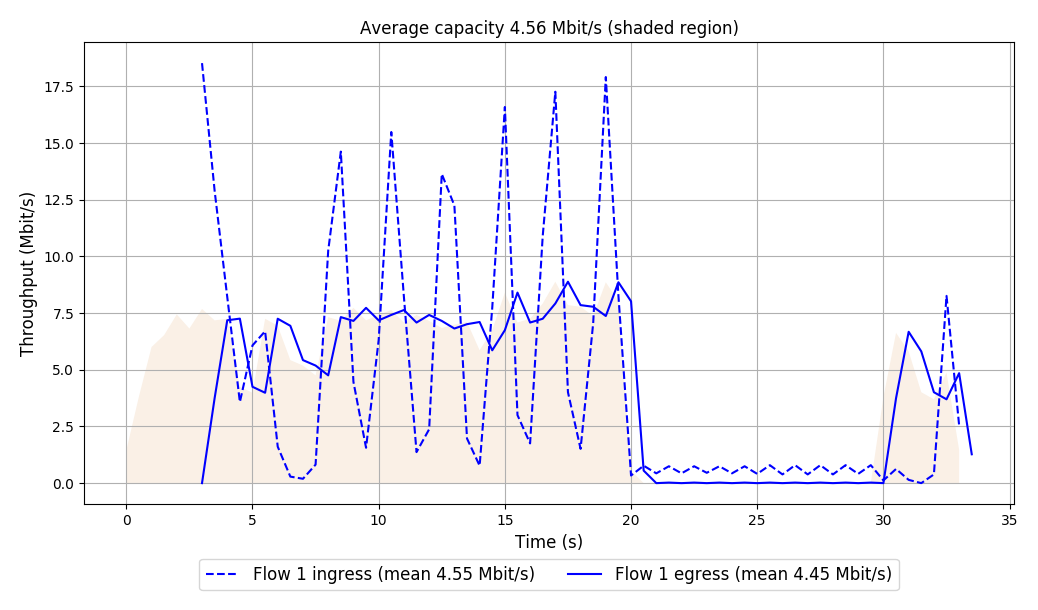 Average capacity 4.56 Mbit/s (shaded region)
17.5
15.0
12.5
10.0
7.5
5.0
2.5
0.0
Throughput (Mbit/s)
0 5 10 15 20 25 30 35
Time (s)
Flow 1 ingress (mean 4.55 Mbit/s) Flow 1 egress (mean 4.45 Mbit/s)